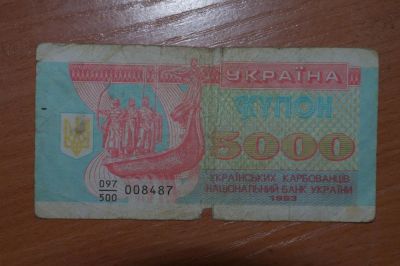 УКРАЇНА
КУПОН
5000
УКРАЇНСЬКИХ КАРБОВАНЦІВ
НАЦІОНАЛЬНИЙ БАНК УКРАЇНИ
1993
097/500 008487